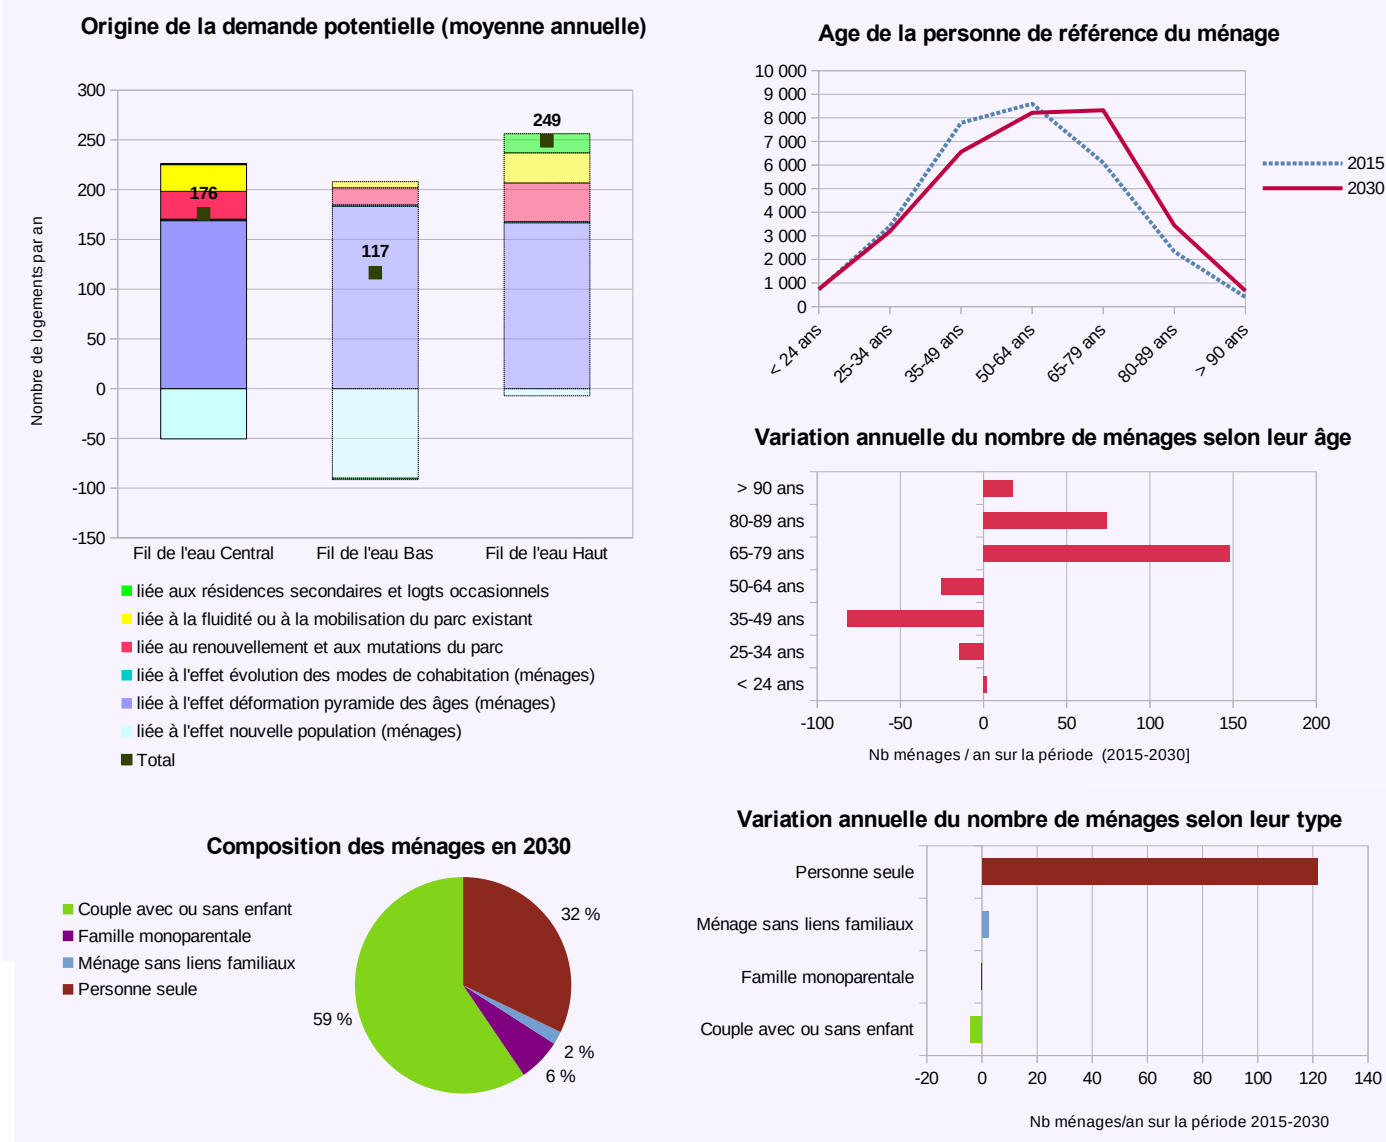 Origine de la demande potentielle (moyenne annuelle)
Nombre de logements par an
300
250
200
150
100
50
0
-50
-100
-150
176
117
249
Fil de l'eau Central
Fil de l'eau Bas
Fil de l'eau Haut
liée aux résidences secondaires et logts occasionnels
liée à la fluidité ou à la mobilisation du parc existant
liée au renouvellement et aux mutations du parc
liée à l'effet évolution des modes de cohabitation (ménages)
liée à l'effet déformation pyramide des âges (ménages)
liée à l'effet nouvelle population (ménages)
Total
Age de la personne de référence du ménage
10 000
9 000
8 000
7 000
6 000
5 000
4 000
3 000
2 000
1 000
0
< 24 ans
25-34 ans
35-49 ans
50-64 ans
65-79 ans
80-89 ans
> 90 ans
2015
2030
Variation annuelle du nombre de ménages selon leur âge
> 90 ans
80-89 ans
65-79 ans
50-64 ans
35-49 ans
25-34 ans
< 24 ans
-100
-50
0
50
100
150
200
Nb ménages / an sur la période (2015-2030]
Composition des ménages en 2030
Couple avec ou sans enfant
Famille monoparentale
Ménage sans liens familiaux
Personne seule
32 %
2 %
6 %
59 %
Variation annuelle du nombre de ménages selon leur type
Personne seule
Ménage sans liens familiaux
Famille monoparentale
Couple avec ou sans enfant
-20
0
20
40
60
80
100
120
140
Nb ménages/an sur la période 2015-2030